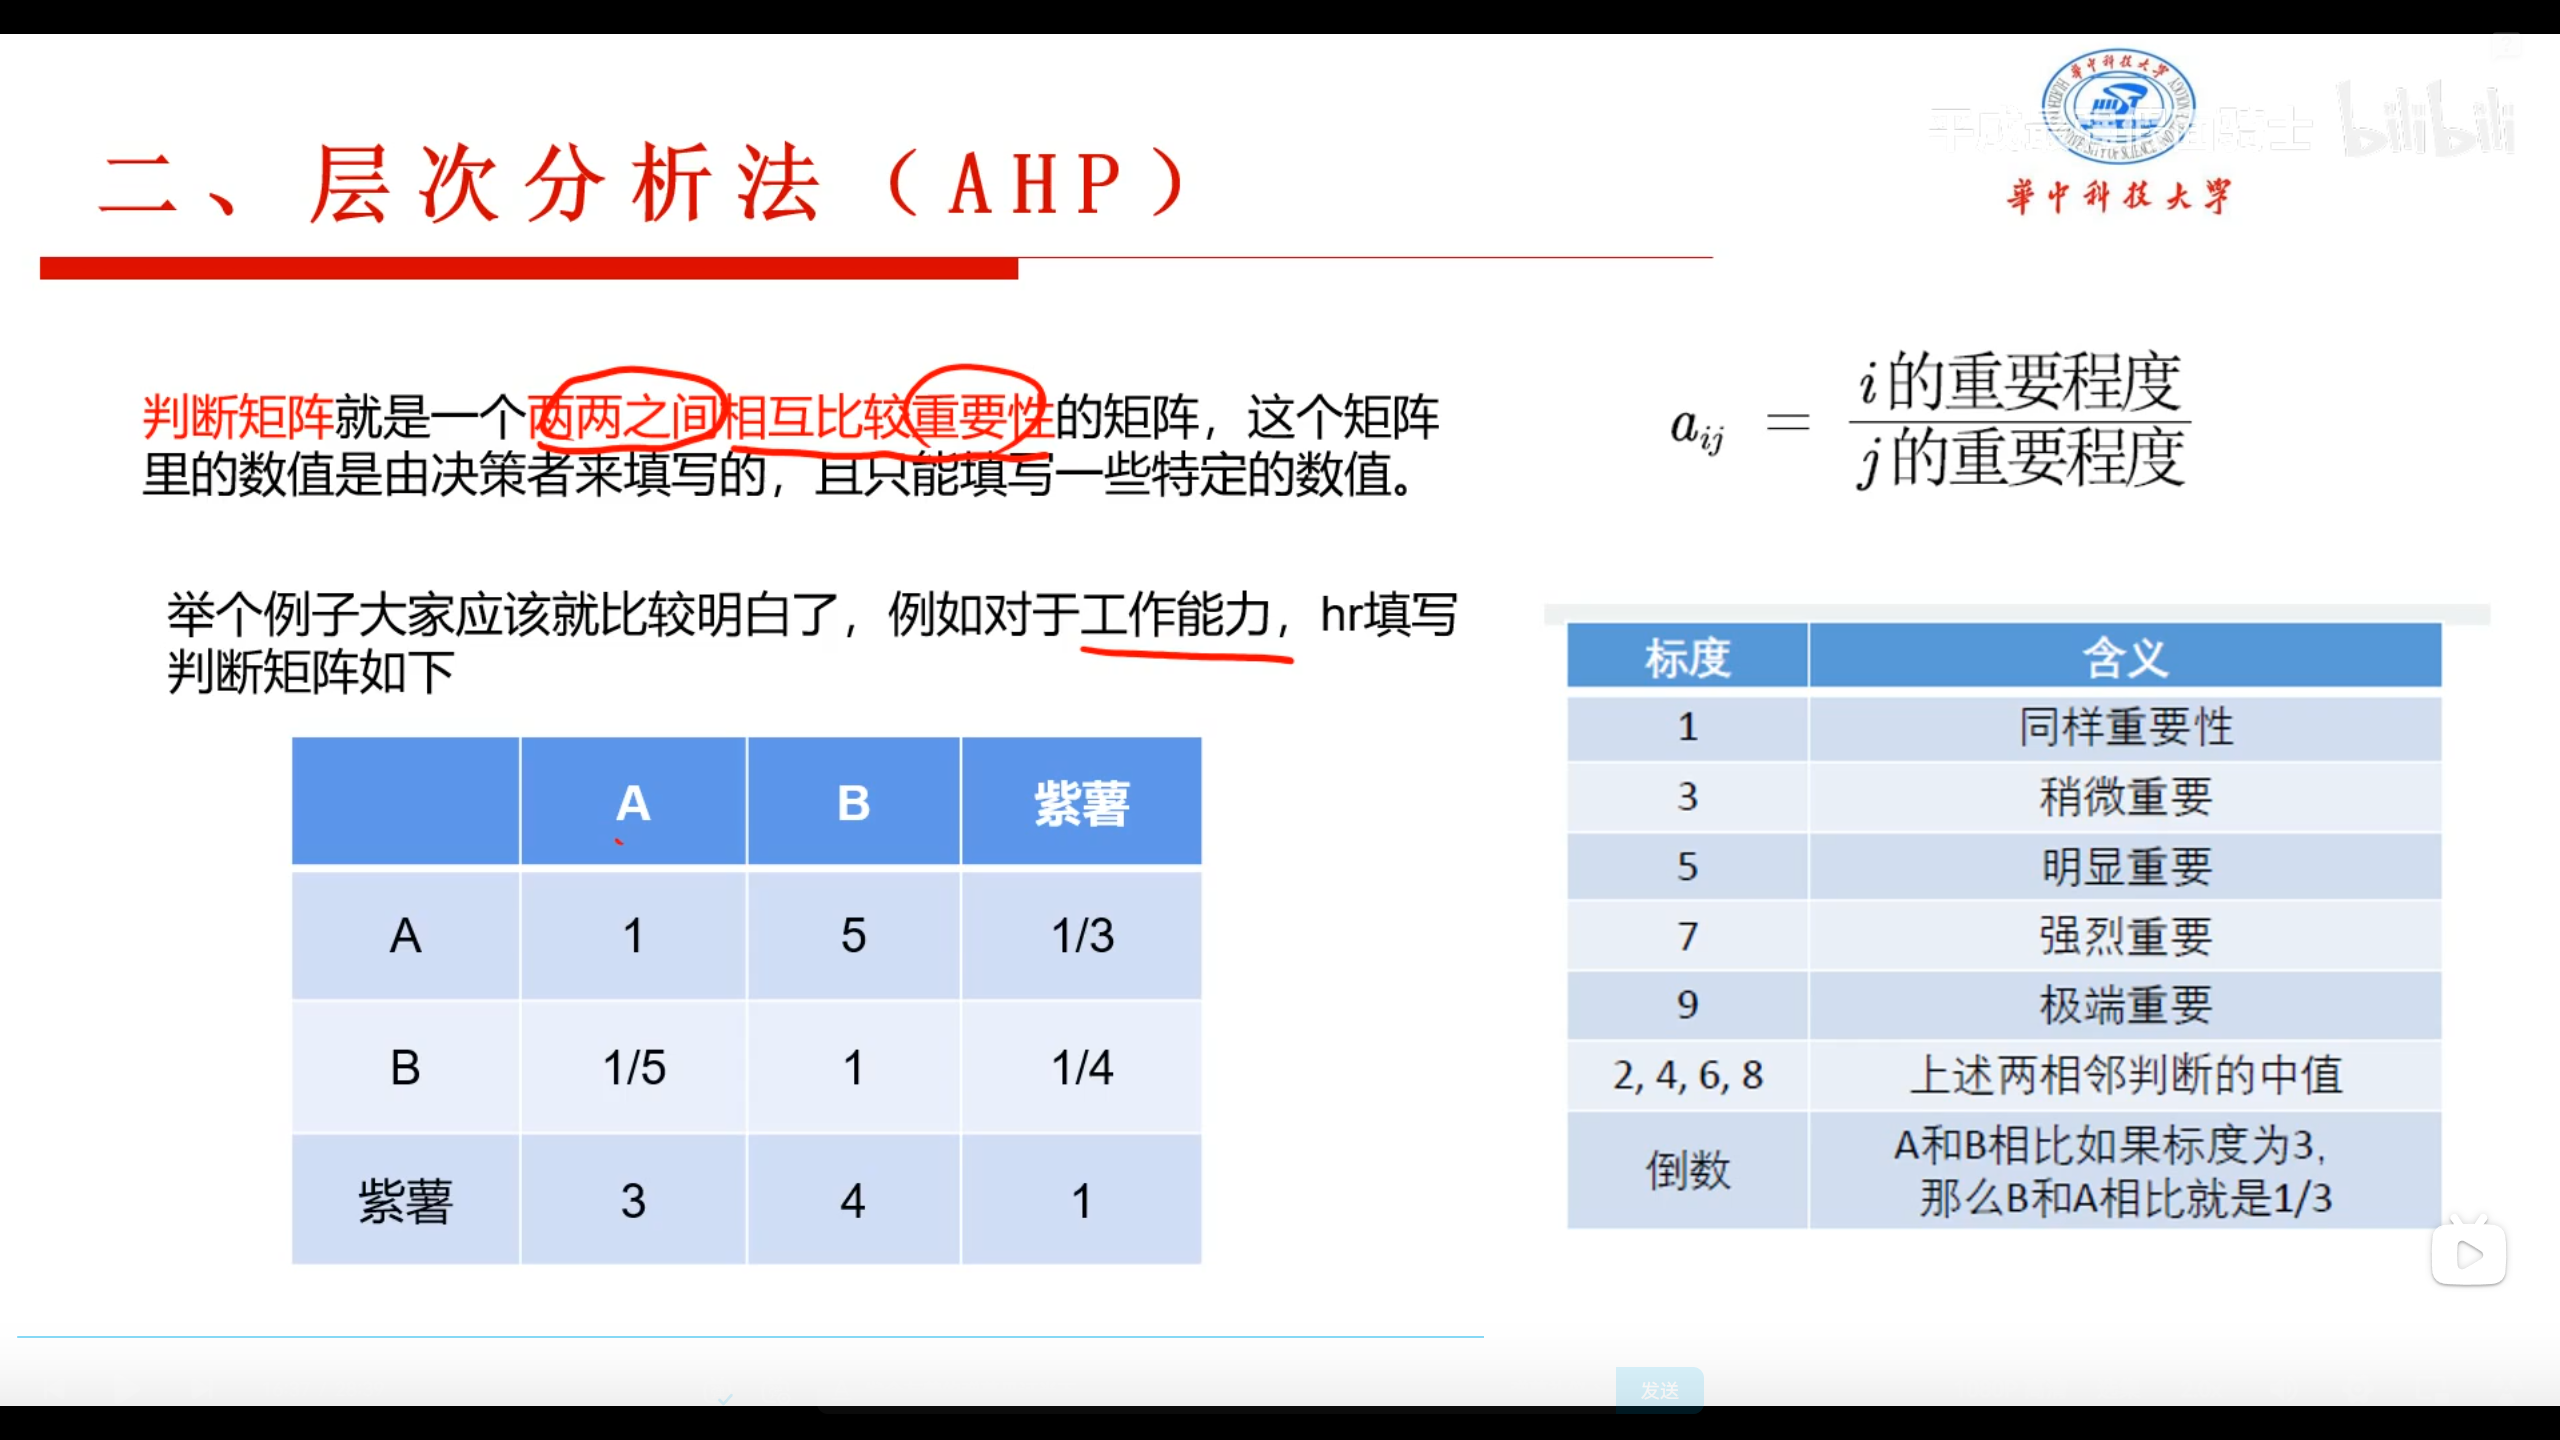 二、层次分析法（AHP）
華中科技大学
bilibili
判断矩阵就是一个两两之间相互比较重要性的矩阵，这个矩阵
里的数值是由决策者来填写的，且只能填写一些特定的数值。
a_ij = i的重要程度
j的重要程度
举个例子大家应该就比较明白了，例如对于工作能力，hr填写
判断矩阵如下
A B 紫薯
A 1 5 1/3
B 1/5 1 1/4
紫薯 3 4 1
标度 含义
1 同样重要性
3 稍微重要
5 明显重要
7 强烈重要
9 极端重要
2, 4, 6, 8 上述两相邻判断的中值
倒数 A和B相比如果标度为3，
那么B和A相比就是1/3
发送